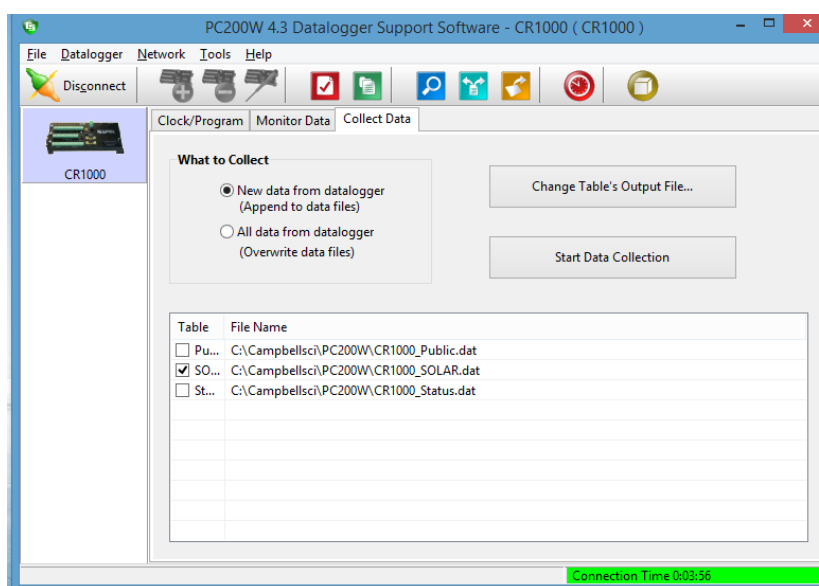 PC200W 4.3 Datalogger Support Software - CR1000 ( CR1000 )
File Datalogger Network Tools Help
Disconnect
CR1000
Clock/Program Monitor Data Collect Data
What to Collect
New data from datalogger
(Append to data files)
All data from datalogger
(Overwrite data files)
Change Table's Output File...
Start Data Collection
Table File Name
Pu... C:\Campbellsci\PC200W\CR1000_Public.dat
SO... C:\Campbellsci\PC200W\CR1000_SOLAR.dat
St... C:\Campbellsci\PC200W\CR1000_Status.dat
Connection Time 0:03:56